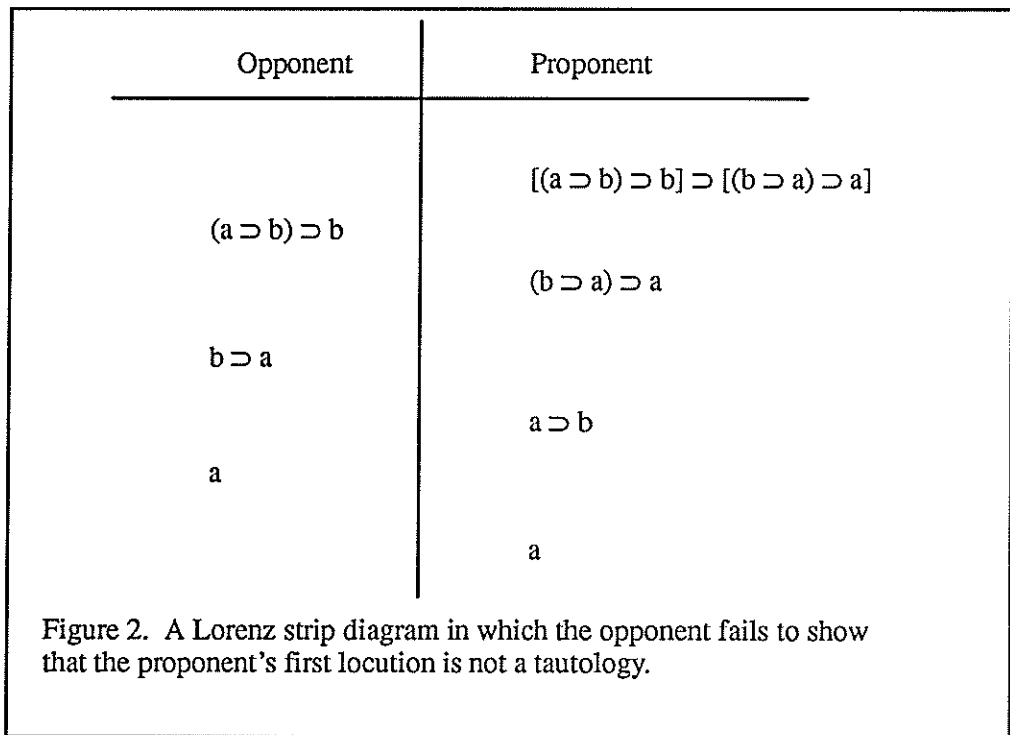 Opponent Proponent
[(a ⊃ b) ⊃ b] ⊃ [(b ⊃ a) ⊃ a]
(a ⊃ b) ⊃ b
(b ⊃ a) ⊃ a
b ⊃ a
a ⊃ b
a
a
Figure 2. A Lorenz strip diagram in which the opponent fails to show
that the proponent's first locution is not a tautology.